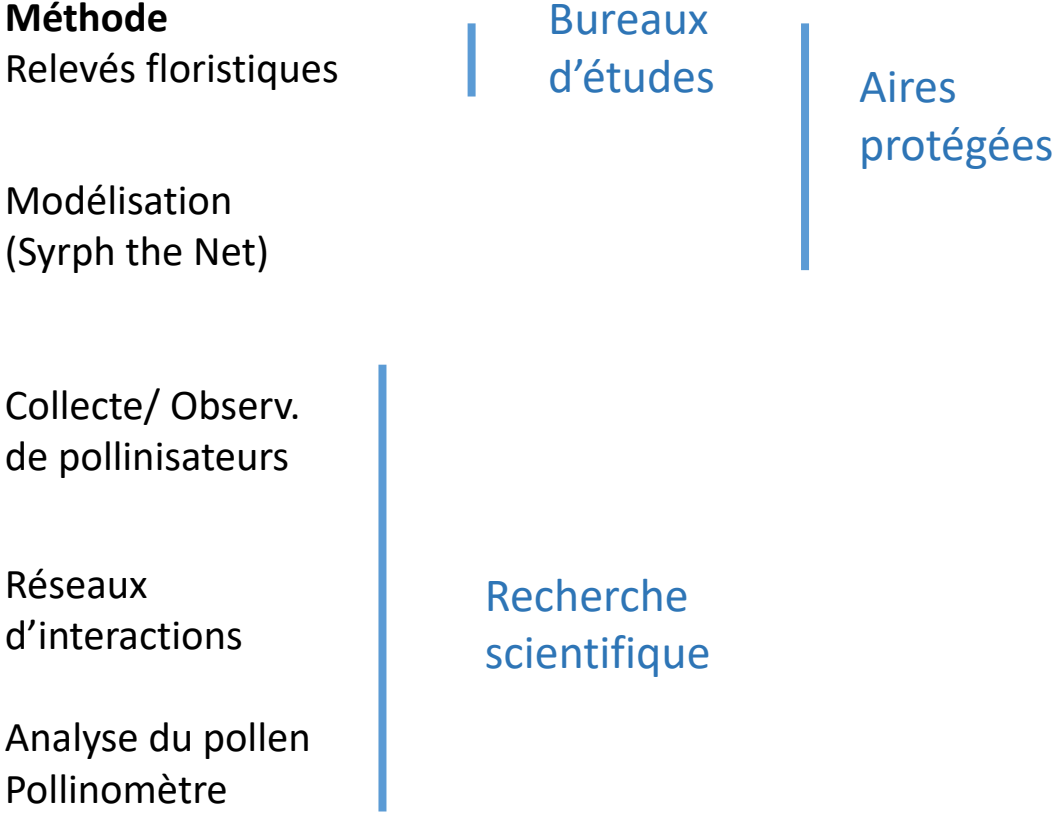 Méthode
Relevés floristiques
Bureaux
d’études
Aires
protégées
Modélisation
(Syrph the Net)
Collecte/ Observ.
de pollinisateurs
Réseaux
d’interactions
Recherche
scientifique
Analyse du pollen
Pollinomètre